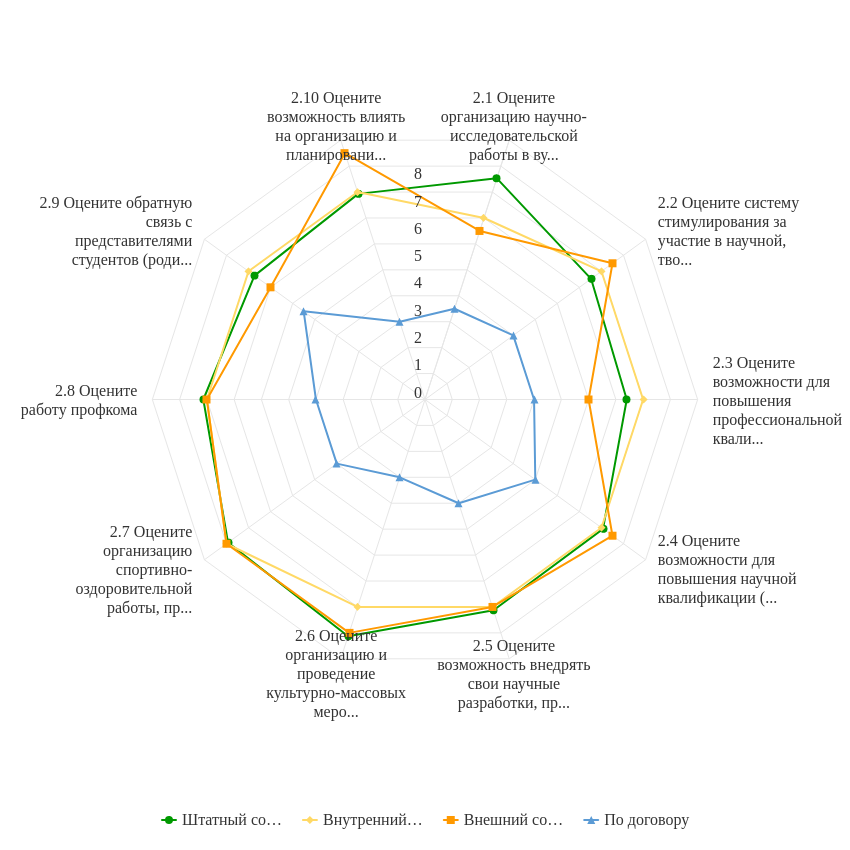 2.10 Оцените
возможность влиять
на организацию и
планировани...
2.1 Оцените
организацию научно-
исследовательской
работы в ву...
2.9 Оцените обратную
связь с
представителями
студентов (роди...
2.2 Оцените систему
стимулирования за
участие в научной,
тво...
8
7
6
5
4
3
2
1
0
2.8 Оцените
работу профкома
2.3 Оцените
возможности для
повышения
профессиональной
квали...
2.7 Оцените
организацию
спортивно-
оздоровительной
работы, пр...
2.4 Оцените
возможности для
повышения научной
квалификации (...
2.6 Оцените
организацию и
проведение
культурно-массовых
меро...
2.5 Оцените
возможность внедрять
свои научные
разработки, пр...
Штатный со… Внутренний… Внешний со… По договору